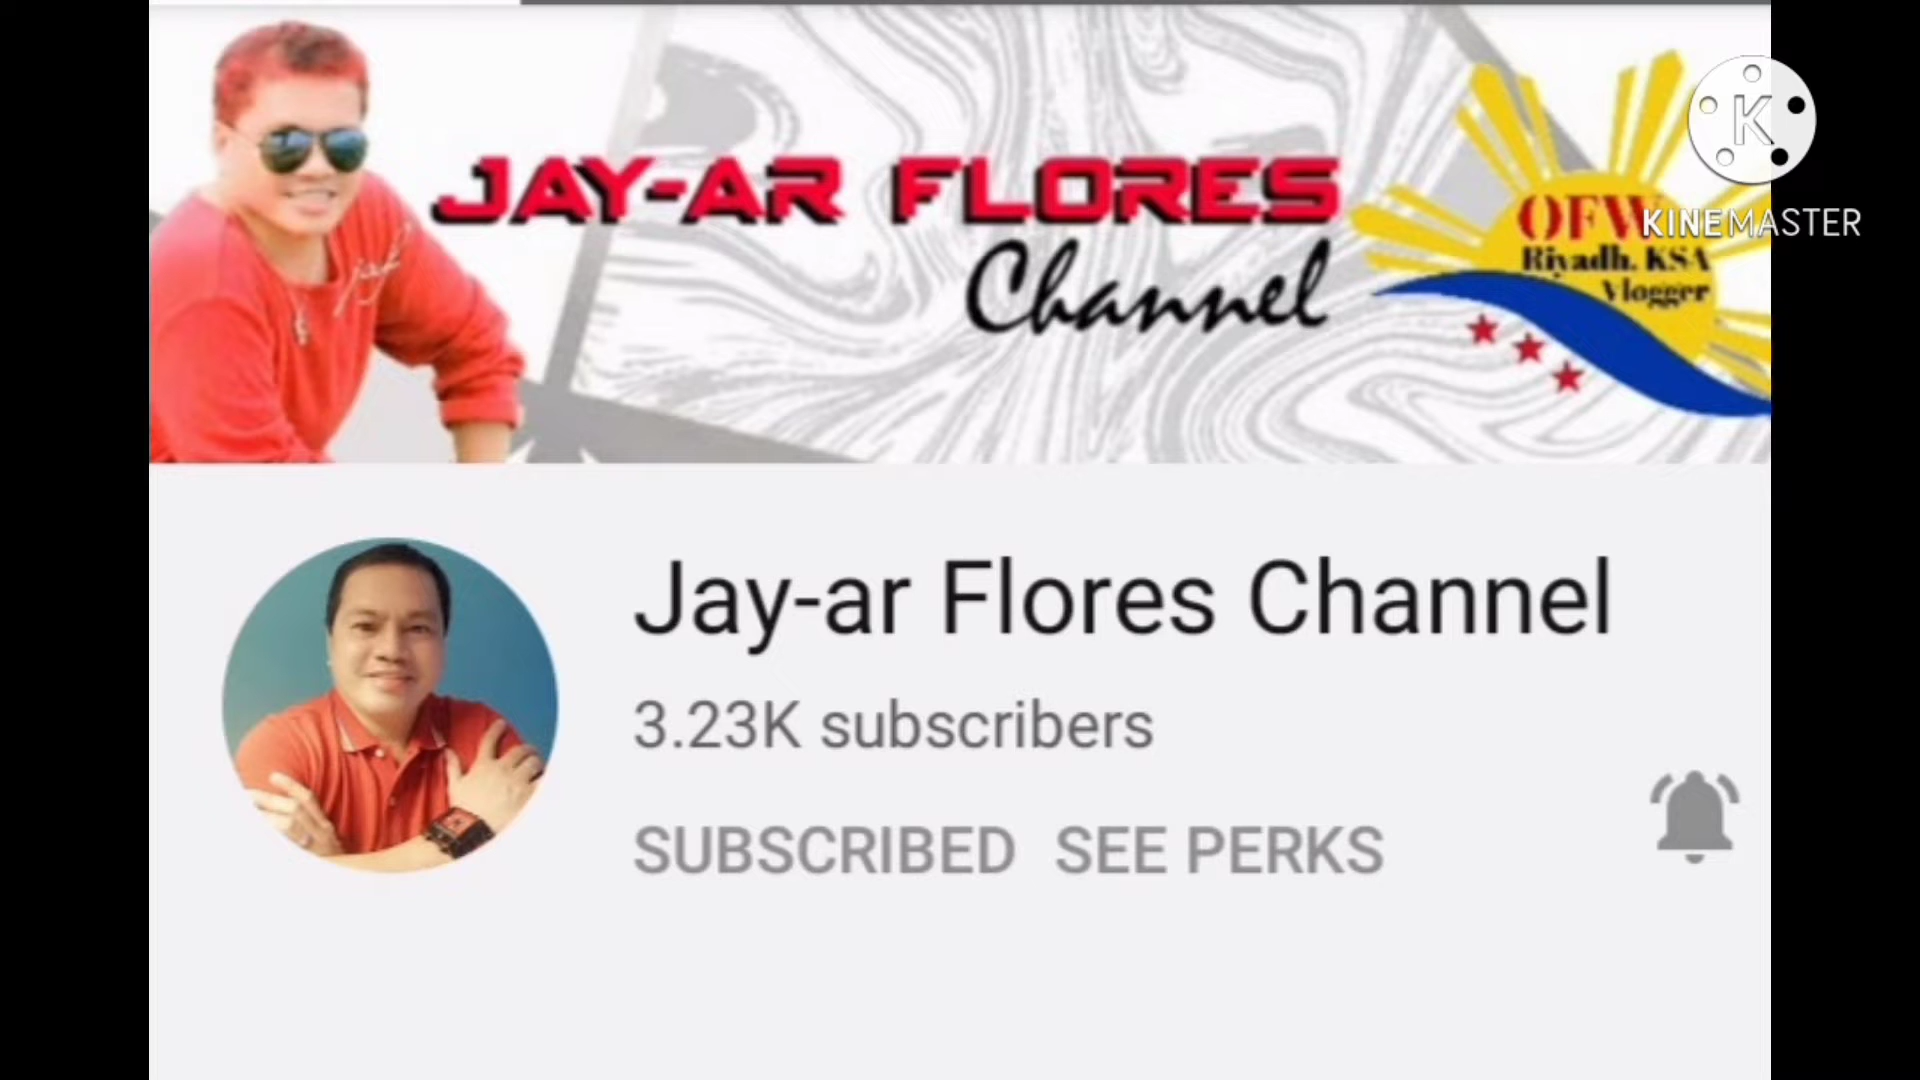 JAY-AR FLORES
Channel
OFW
Riyadh. KSA
Vlogger
K
KINEMASTER
Jay-ar Flores Channel
3.23K subscribers
SUBSCRIBED SEE PERKS